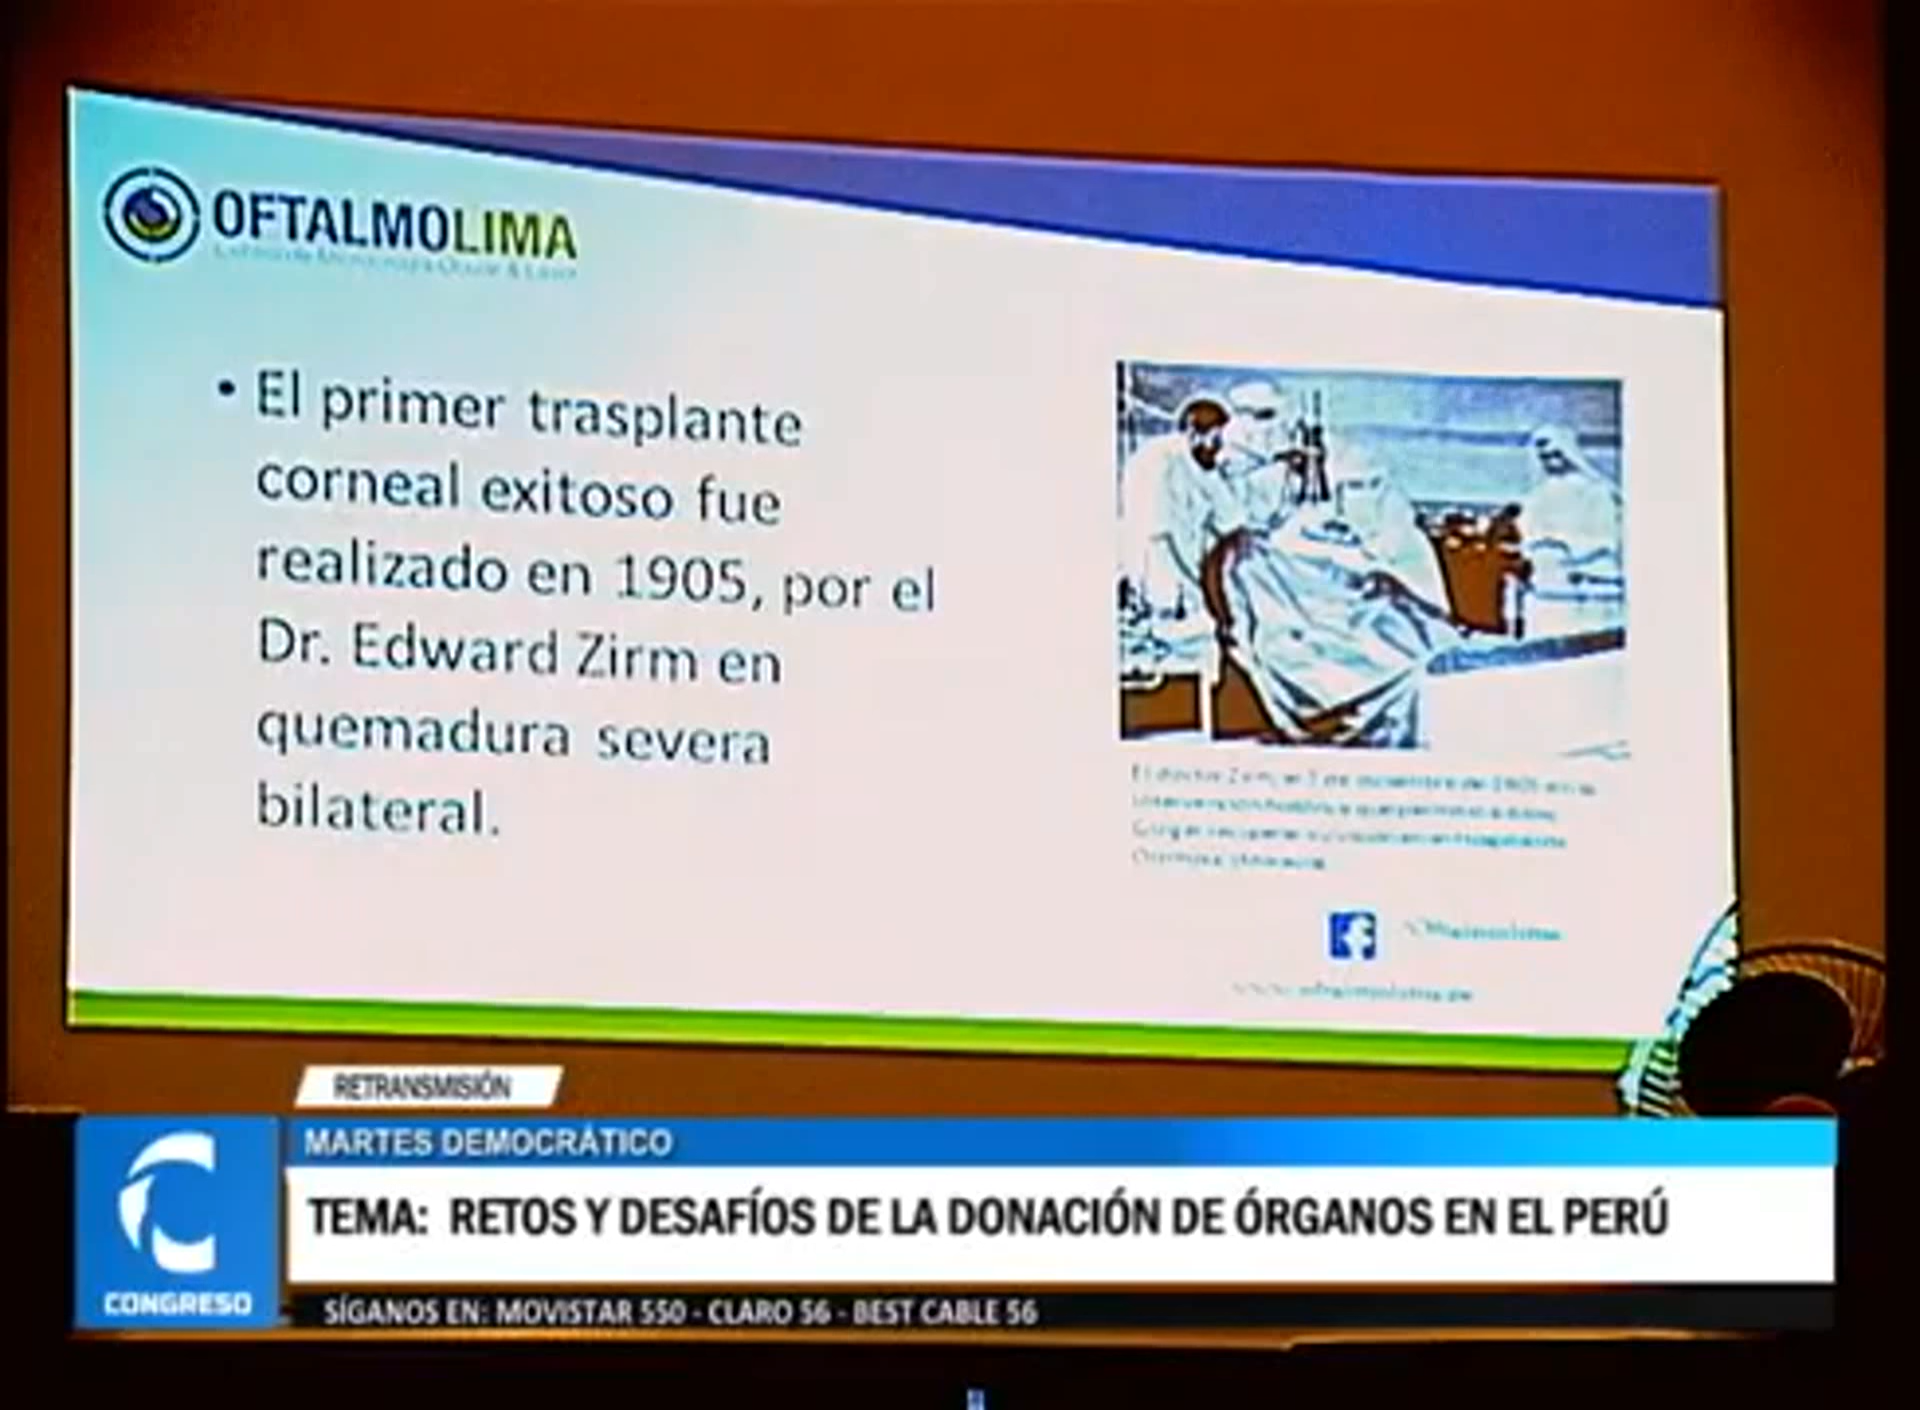 OFTALMOLIMA
• El primer trasplante
corneal exitoso fue
realizado en 1905, por el
Dr. Edward Zirm en
quemadura severa
bilateral.
RETRANSMISIÓN
MARTES DEMOCRÁTICO
TEMA: RETOS Y DESAFÍOS DE LA DONACIÓN DE ÓRGANOS EN EL PERÚ
CONGRESO
SÍGANOS EN: MOVISTAR 550 - CLARO 56 - BEST CABLE 56